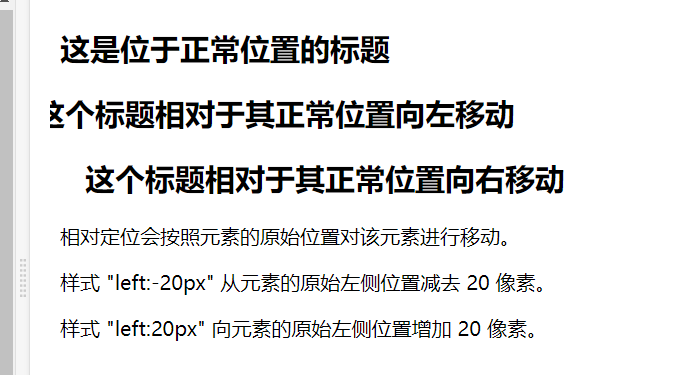 这是位于正常位置的标题
这个标题相对于其正常位置向左移动
这个标题相对于其正常位置向右移动
相对定位会按照元素的原始位置对该元素进行移动。
样式 "left:-20px" 从元素的原始左侧位置减去 20 像素。
样式 "left:20px" 向元素的原始左侧位置增加 20 像素。